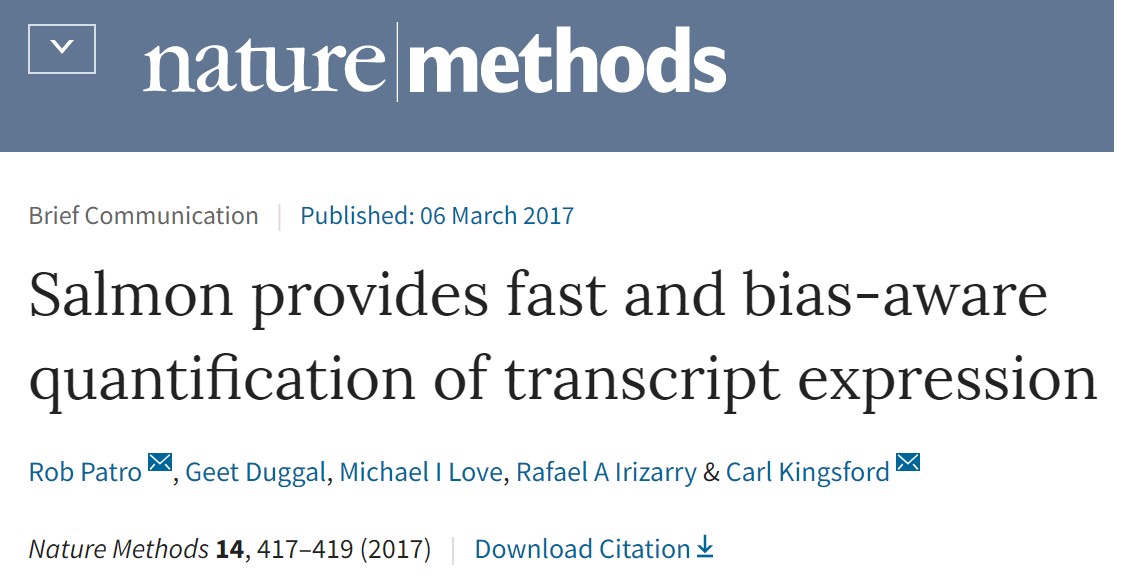 nature methods
Brief Communication | Published: 06 March 2017
Salmon provides fast and bias-aware
quantification of transcript expression
Rob Patro, Geet Duggal, Michael I Love, Rafael A Irizarry & Carl Kingsford
Nature Methods 14, 417–419 (2017) | Download Citation